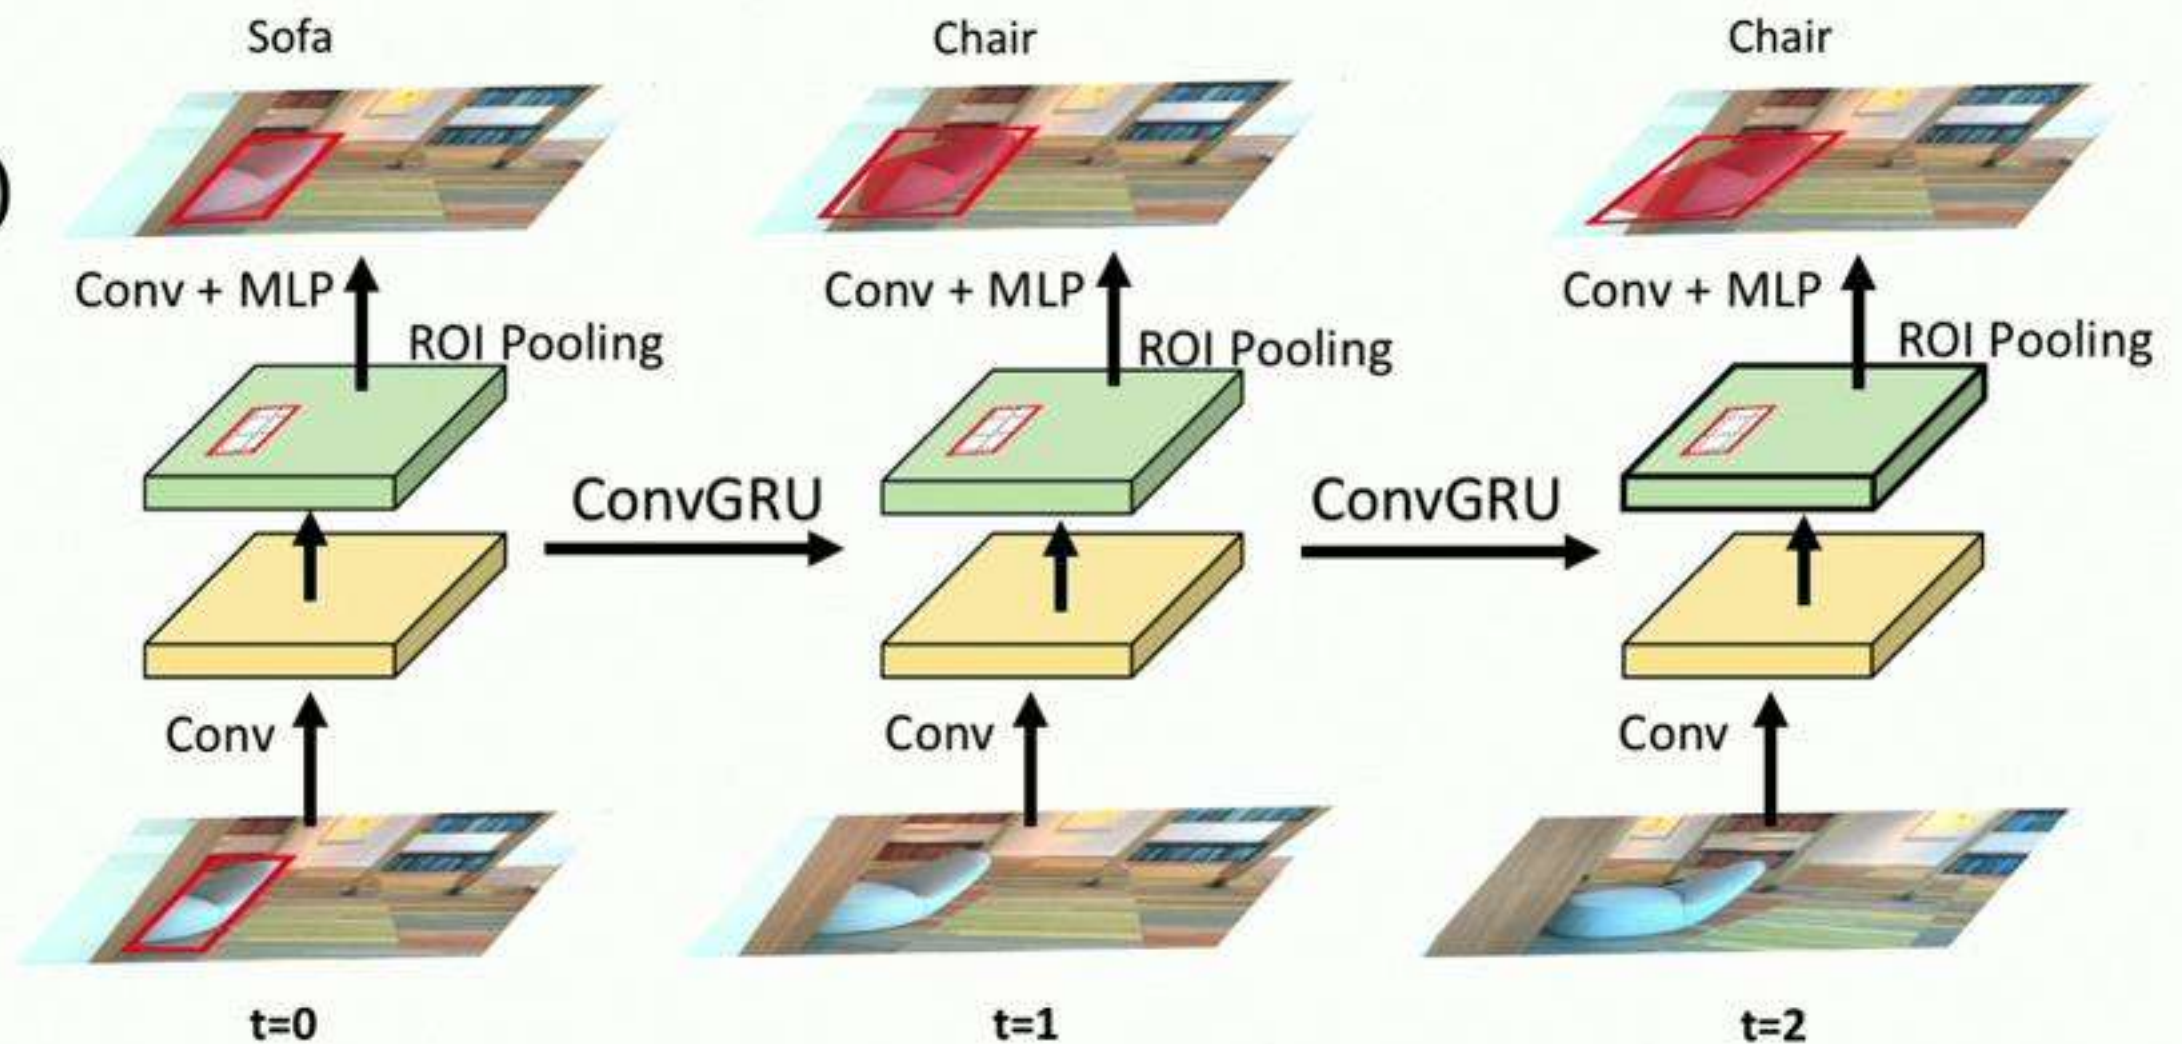 Sofa Chair Chair
)
Conv + MLP Conv + MLP Conv + MLP
ROI Pooling ROI Pooling ROI Pooling
ConvGRU ConvGRU
Conv Conv Conv
t=0 t=1 t=2